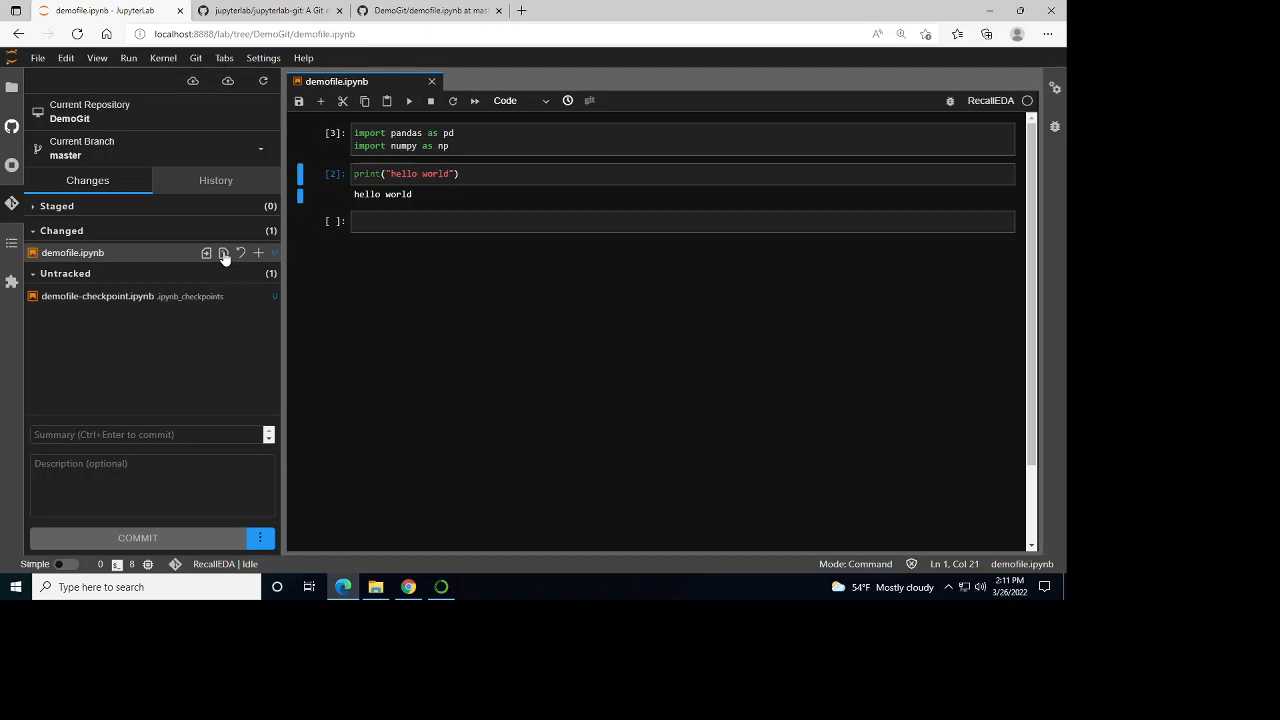 demofile.ipynb - JupyterLab
jupyterlab/jupyterlab-git: A Git e
DemoGit/demofile.ipynb at mas
localhost:8888/lab/tree/DemoGit/demofile.ipynb
File Edit View Run Kernel Git Tabs Settings Help
demofile.ipynb
Code
git
RecallEDA
Current Repository
DemoGit
Current Branch
master
Changes
History
Staged (0)
Changed (1)
demofile.ipynb
Untracked (1)
demofile-checkpoint.ipynb .ipynb_checkpoints U
[3]: import pandas as pd
import numpy as np
[2]: print("hello world")
hello world
[ ]:
Summary (Ctrl+Enter to commit)
Description (optional)
COMMIT
Simple 0 8 RecallEDA | Idle
Mode: Command Ln 1, Col 21 demofile.ipynb
Type here to search
54°F Mostly cloudy
2:11 PM
3/26/2022